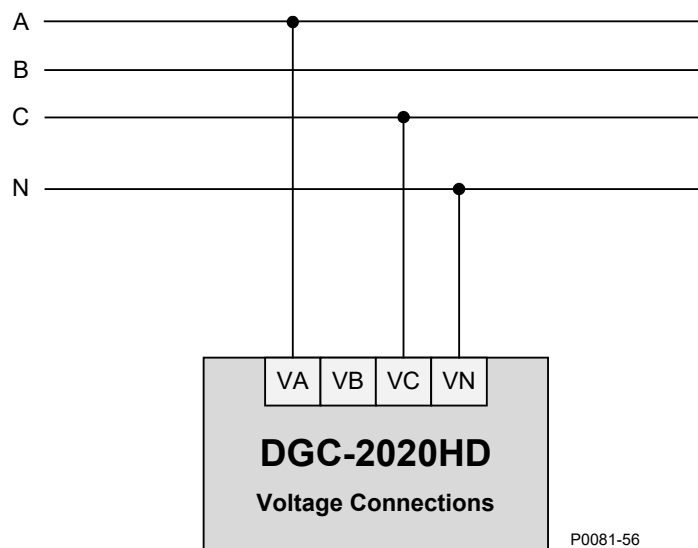 A
B
C
N
VA VB VC VN
DGC-2020HD
Voltage Connections
P0081-56